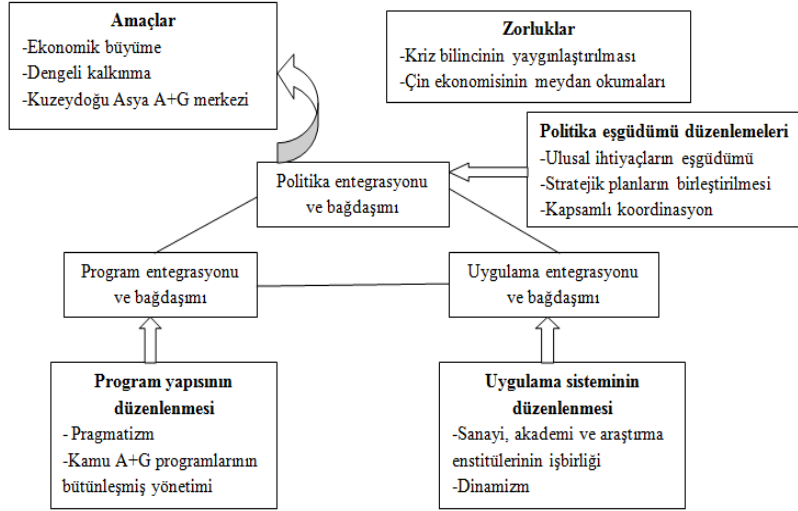 Amaçlar
-Ekonomik büyüme
-Dengeli kalkınma
-Kuzeydoğu Asya A+G merkezi
Zorluklar
-Kriz bilincinin yaygınlaştırılması
-Çin ekonomisinin meydan okumaları
Politika eşgüdümü düzenlemeleri
-Ulusal ihtiyaçların eşgüdümü
-Stratejik planların birleştirilmesi
-Kapsamlı koordinasyon
Politika entegrasyonu
ve bağdaşımı
Program entegrasyonu
ve bağdaşımı
Uygulama entegrasyonu
ve bağdaşımı
Program yapısının
düzenlenmesi
- Pragmatizm
-Kamu A+G programlarının
bütünleşmiş yönetimi
Uygulama sisteminin
düzenlenmesi
-Sanayi, akademi ve araştırma
enstitülerinin işbirliği
-Dinamizm